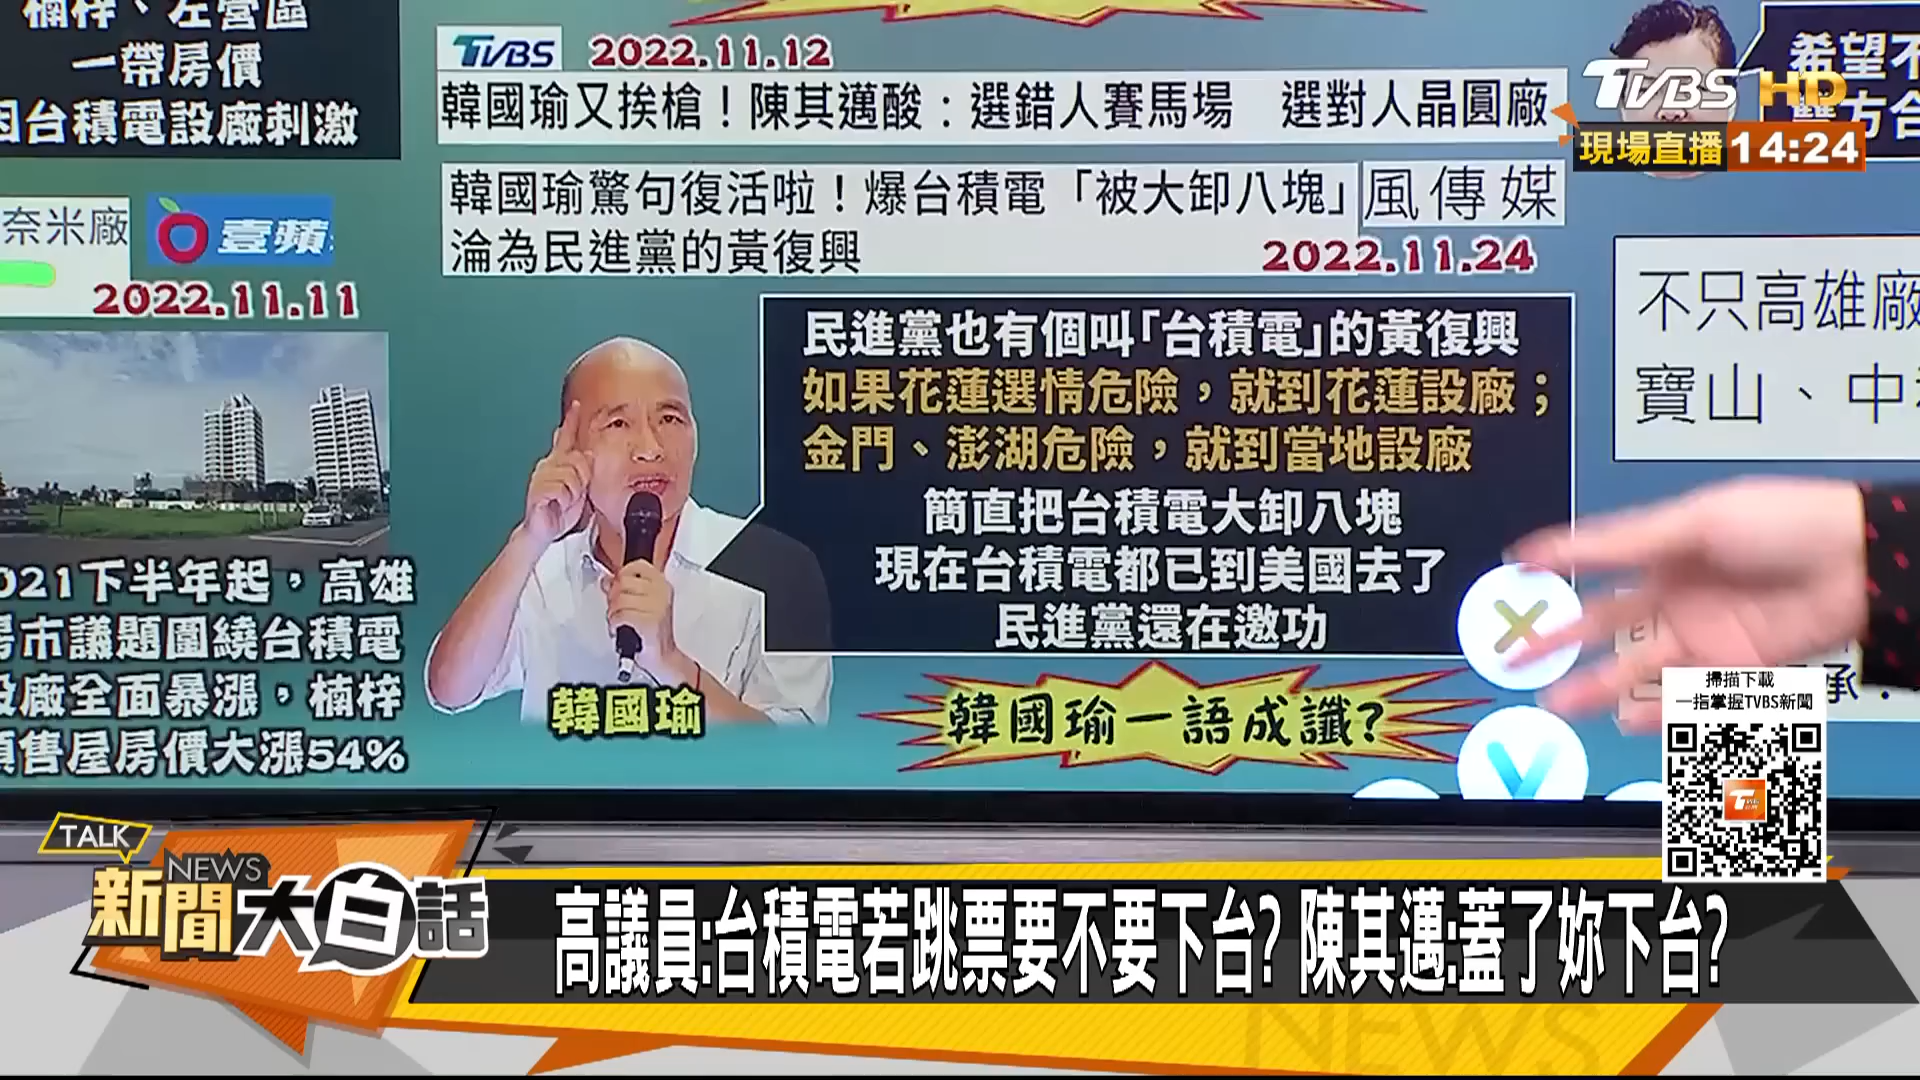 楠梓、左營區
一帶房價
因台積電設廠刺激
奈米廠
壹蘋
2022.11.11
2021下半年起，高雄
房市議題圍繞台積電
設廠全面暴漲，楠梓
預售屋房價大漲54%
TVBS 2022.11.12
韓國瑜又挨槍！陳其邁酸：選錯人賽馬場 選對人晶圓廠
韓國瑜驚句復活啦！爆台積電「被大卸八塊」
淪為民進黨的黃復興
風傳媒
2022.11.24
民進黨也有個叫「台積電」的黃復興
如果花蓮選情危險，就到花蓮設廠；
金門、澎湖危險，就到當地設廠
簡直把台積電大卸八塊
現在台積電都已到美國去了
民進黨還在邀功
韓國瑜
韓國瑜一語成讖？
希望不
雙方合
TVBS HD
現場直播 14:24
不只高雄廠
寶山、中
承：
掃描下載
一指掌握TVBS新聞
TALK
NEWS
新聞大白話
高議員:台積電若跳票要不要下台? 陳其邁:蓋了妳下台?
NEWS